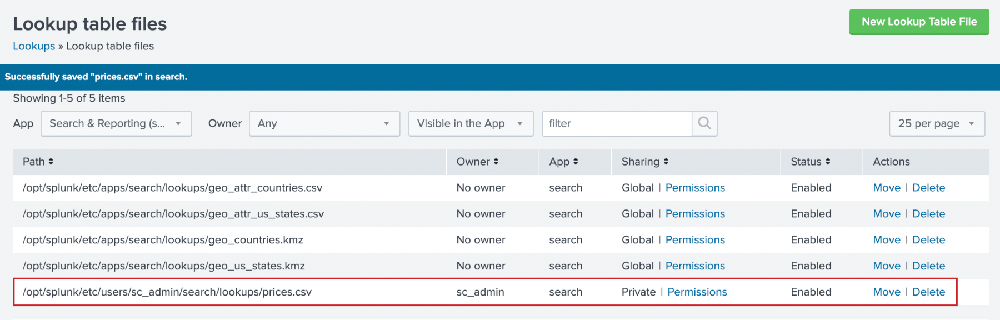 Lookup table files
New Lookup Table File
Lookups » Lookup table files
Successfully saved "prices.csv" in search.
Showing 1-5 of 5 items
App Search & Reporting (s... Owner Any Visible in the App filter 25 per page
Path Owner App Sharing Status Actions
/opt/splunk/etc/apps/search/lookups/geo_attr_countries.csv No owner search Global | Permissions Enabled Move | Delete
/opt/splunk/etc/apps/search/lookups/geo_attr_us_states.csv No owner search Global | Permissions Enabled Move | Delete
/opt/splunk/etc/apps/search/lookups/geo_countries.kmz No owner search Global | Permissions Enabled Move | Delete
/opt/splunk/etc/apps/search/lookups/geo_us_states.kmz No owner search Global | Permissions Enabled Move | Delete
/opt/splunk/etc/users/sc_admin/search/lookups/prices.csv sc_admin search Private | Permissions Enabled Move | Delete